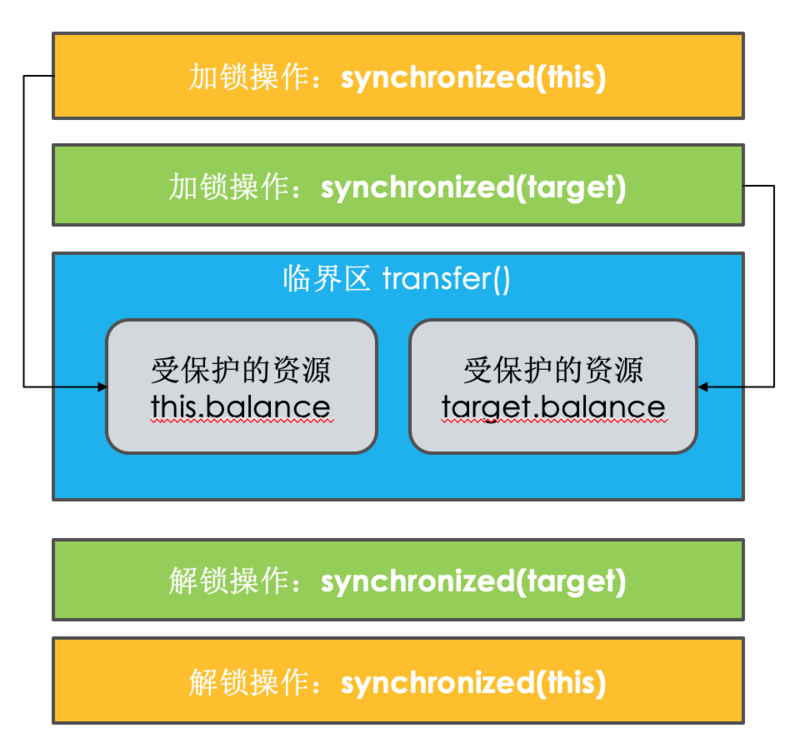 加锁操作：synchronized(this)
加锁操作：synchronized(target)
临界区 transfer()
受保护的资源
this.balance
受保护的资源
target.balance
解锁操作：synchronized(target)
解锁操作：synchronized(this)